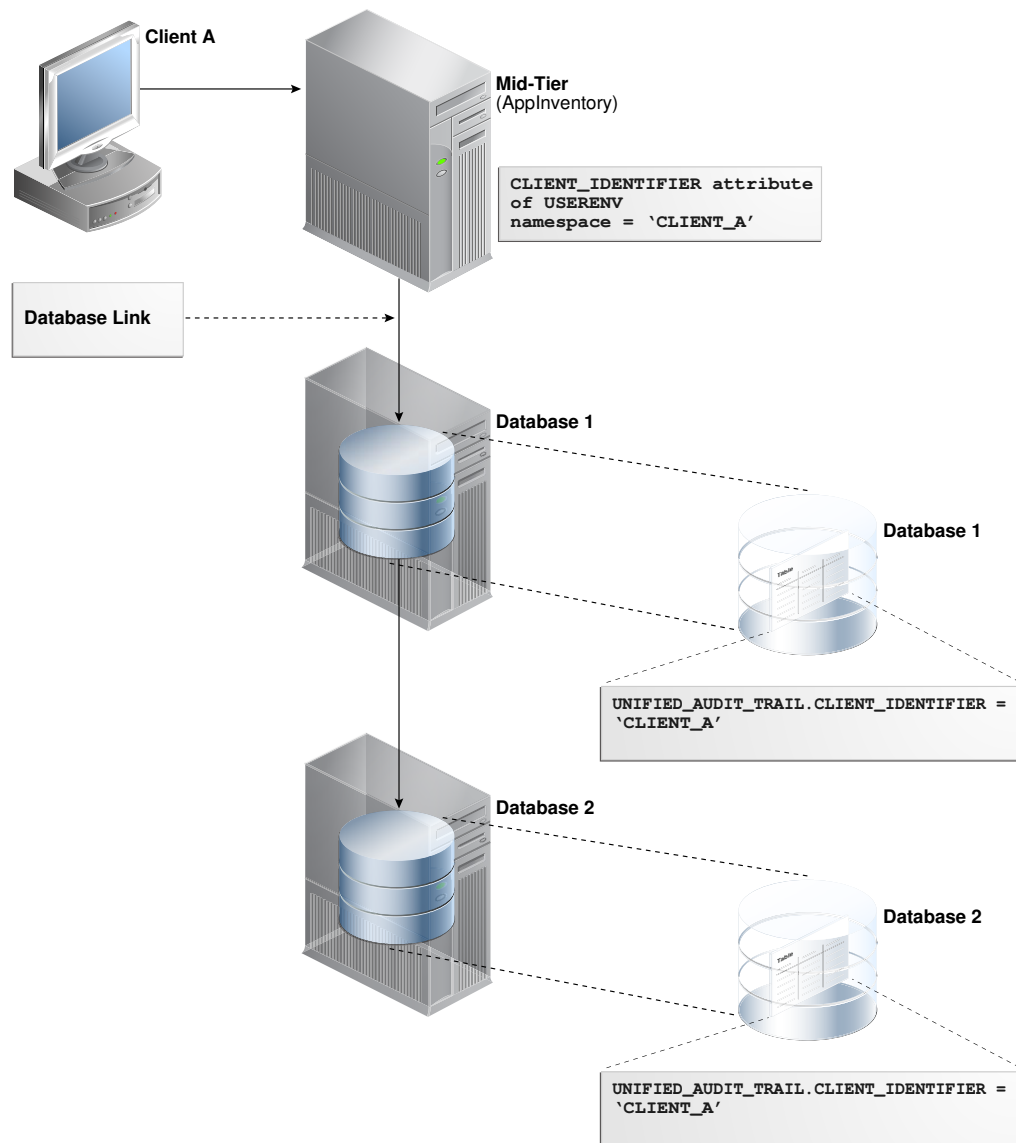 Client A
Mid-Tier
(AppInventory)
CLIENT_IDENTIFIER attribute
of USERENV
namespace = ‘CLIENT_A’
Database Link
Database 1
Database 1
Table
UNIFIED_AUDIT_TRAIL.CLIENT_IDENTIFIER =
‘CLIENT_A’
Database 2
Database 2
Table
UNIFIED_AUDIT_TRAIL.CLIENT_IDENTIFIER =
‘CLIENT_A’